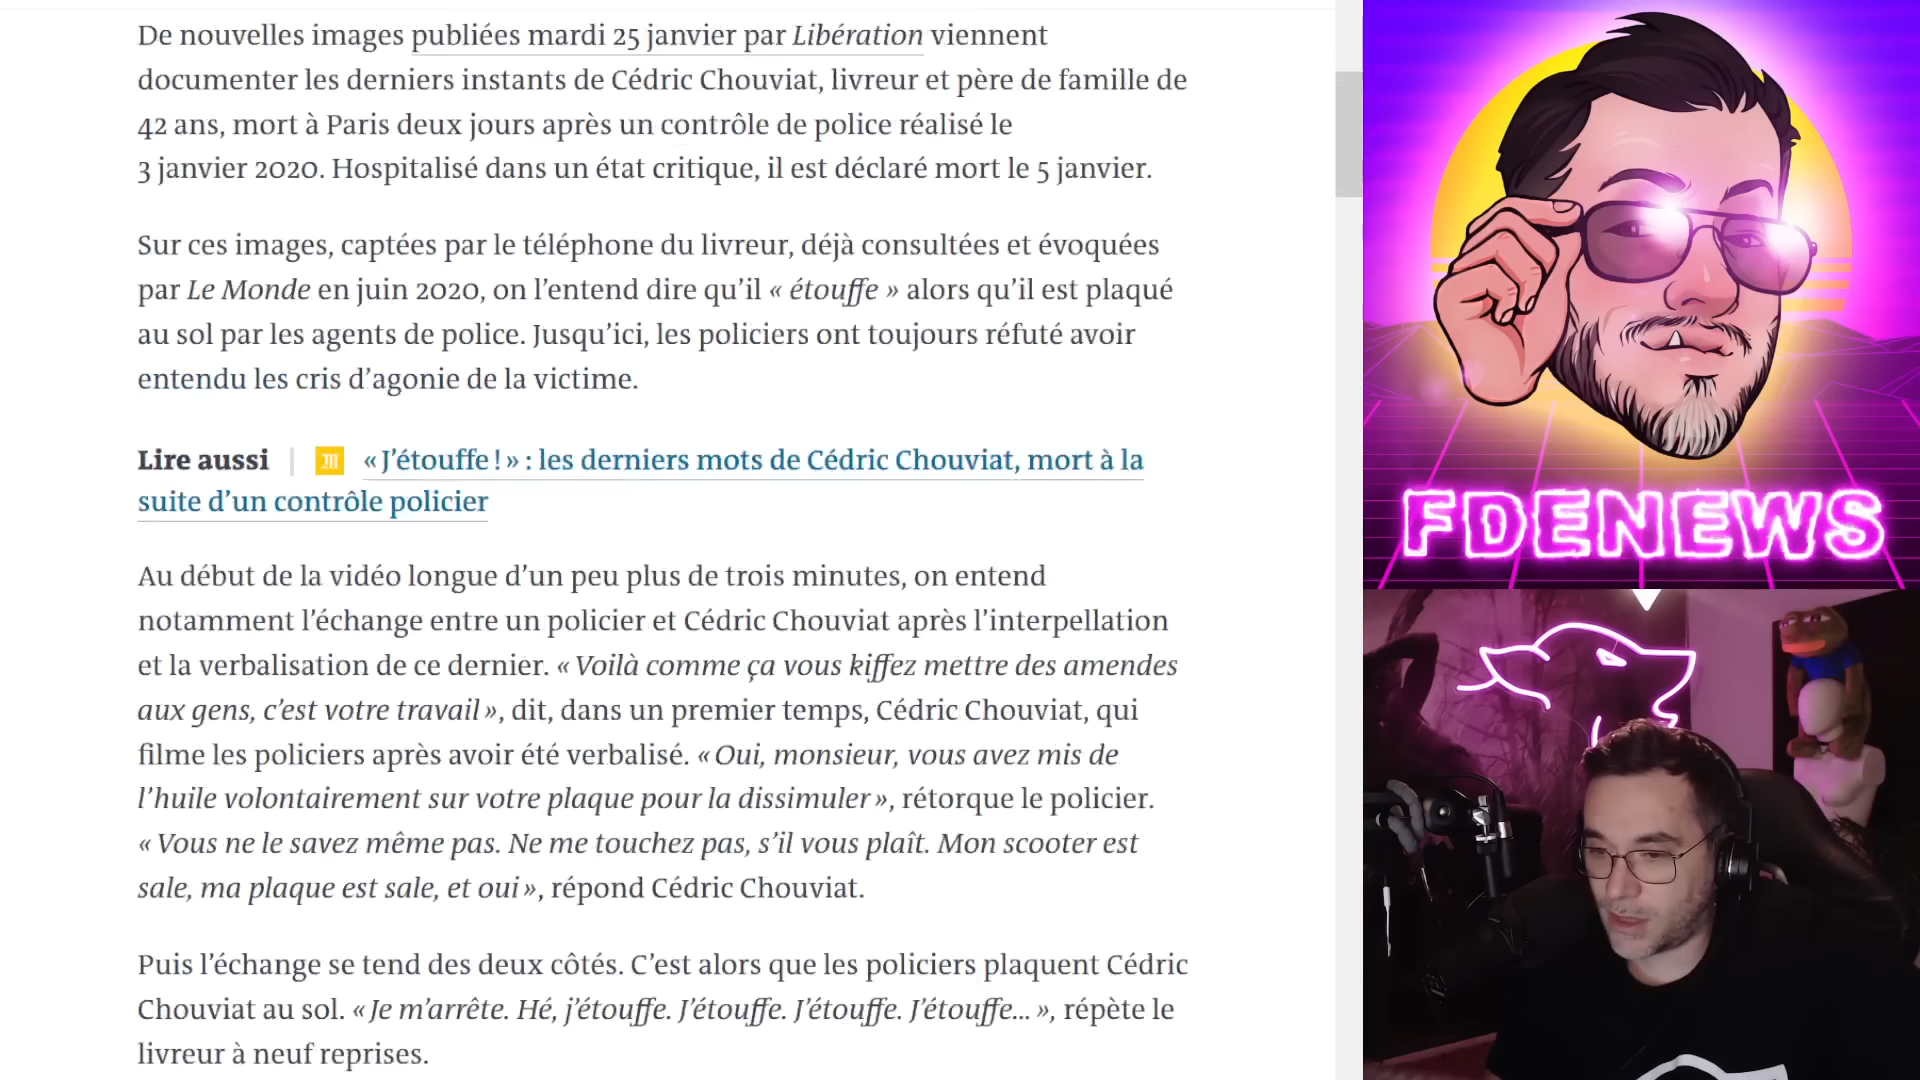 De nouvelles images publiées mardi 25 janvier par Libération viennent
documenter les derniers instants de Cédric Chouviat, livreur et père de famille de
42 ans, mort à Paris deux jours après un contrôle de police réalisé le
3 janvier 2020. Hospitalisé dans un état critique, il est déclaré mort le 5 janvier.
Sur ces images, captées par le téléphone du livreur, déjà consultées et évoquées
par Le Monde en juin 2020, on l’entend dire qu’il « étouffe » alors qu’il est plaqué
au sol par les agents de police. Jusqu’ici, les policiers ont toujours réfuté avoir
entendu les cris d’agonie de la victime.
Lire aussi | M « J’étouffe ! » : les derniers mots de Cédric Chouviat, mort à la
suite d’un contrôle policier
Au début de la vidéo longue d’un peu plus de trois minutes, on entend
notamment l’échange entre un policier et Cédric Chouviat après l’interpellation
et la verbalisation de ce dernier. « Voilà comme ça vous kiffez mettre des amendes
aux gens, c’est votre travail », dit, dans un premier temps, Cédric Chouviat, qui
filme les policiers après avoir été verbalisé. « Oui, monsieur, vous avez mis de
l’huile volontairement sur votre plaque pour la dissimuler », rétorque le policier.
« Vous ne le savez même pas. Ne me touchez pas, s’il vous plaît. Mon scooter est
sale, ma plaque est sale, et oui », répond Cédric Chouviat.
Puis l’échange se tend des deux côtés. C’est alors que les policiers plaquent Cédric
Chouviat au sol. « Je m’arrête. Hé, j’étouffe. J’étouffe. J’étouffe. J’étouffe… », répète le
livreur à neuf reprises.
FDENEWS